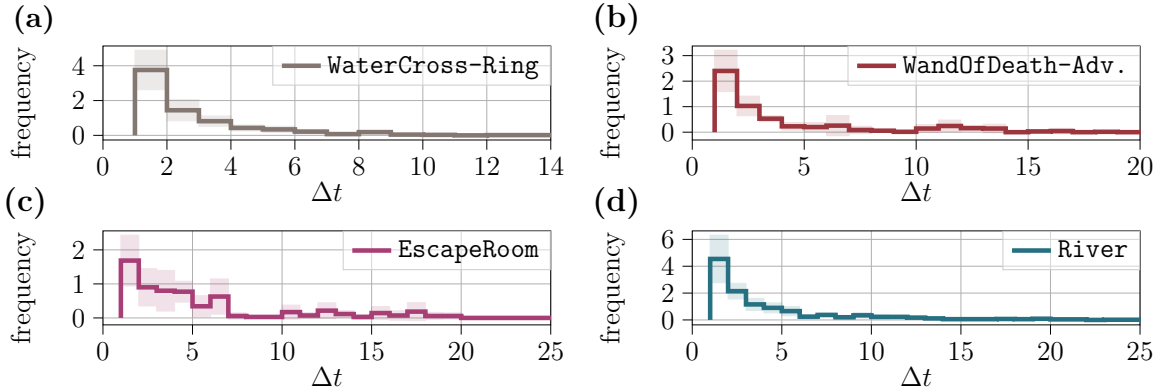 (a)
frequency
4
2
0
WaterCross-Ring
0 2 4 6 8 10 12 14
Δt
(b)
frequency
3
2
1
0
WandOfDeath-Adv.
0 5 10 15 20
Δt
(c)
frequency
2
1
0
EscapeRoom
0 5 10 15 20 25
Δt
(d)
frequency
6
4
2
0
River
0 5 10 15 20 25
Δt